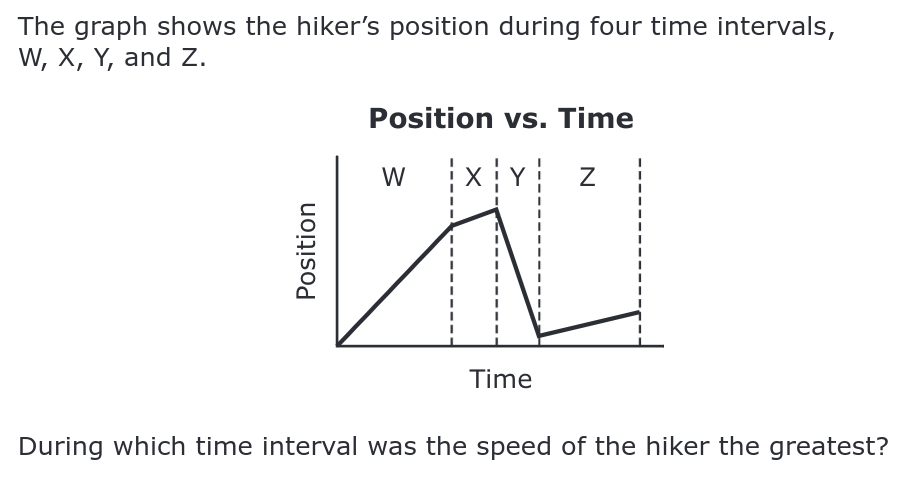 The graph shows the hiker’s position during four time intervals,
W, X, Y, and Z.
Position vs. Time
W X Y Z
Position
Time
During which time interval was the speed of the hiker the greatest?